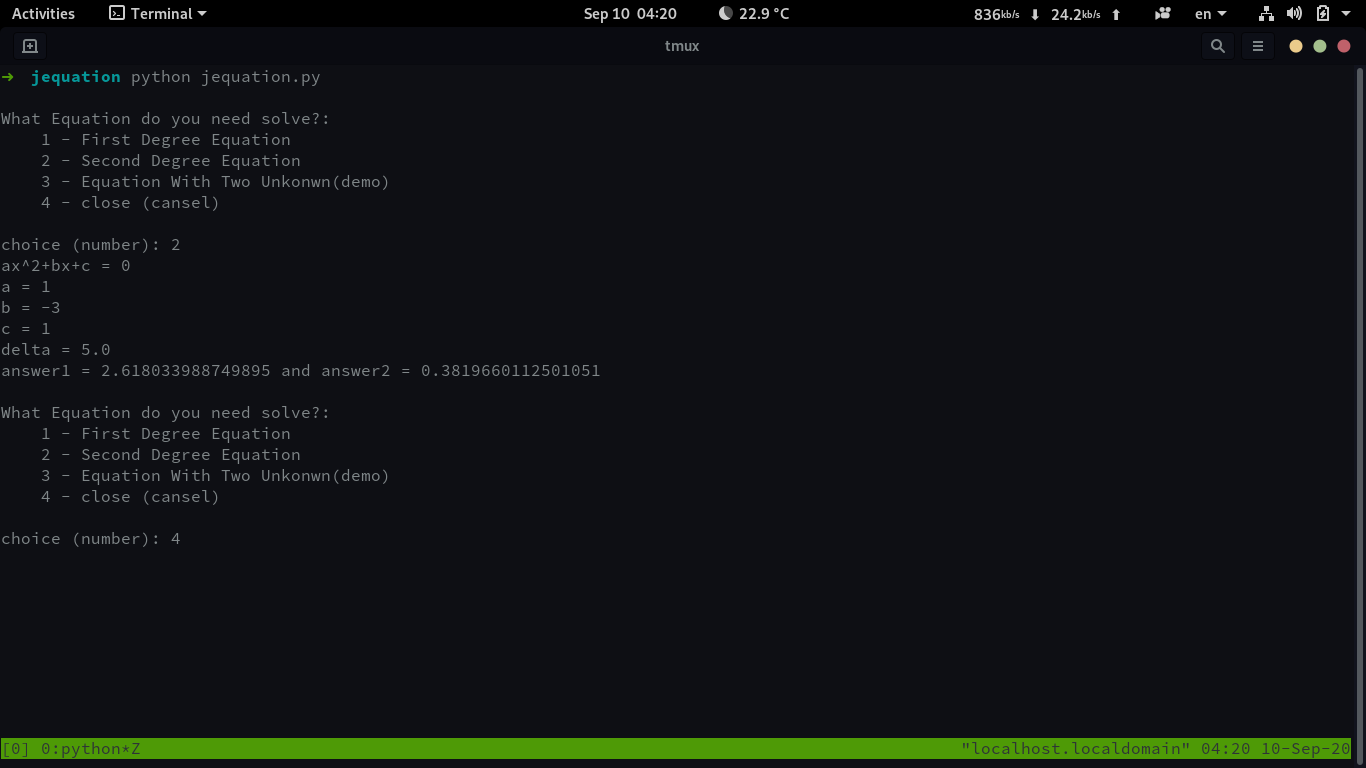 Activities Terminal Sep 10 04:20 22.9 °C 836kb/s 24.2kb/s en
tmux
→ jequation python jequation.py
What Equation do you need solve?:
1 - First Degree Equation
2 - Second Degree Equation
3 - Equation With Two Unkonwn(demo)
4 - close (cansel)
choice (number): 2
ax^2+bx+c = 0
a = 1
b = -3
c = 1
delta = 5.0
answer1 = 2.618033988749895 and answer2 = 0.3819660112501051
What Equation do you need solve?:
1 - First Degree Equation
2 - Second Degree Equation
3 - Equation With Two Unkonwn(demo)
4 - close (cansel)
choice (number): 4
[0] 0:python*Z "localhost.localdomain" 04:20 10-Sep-20